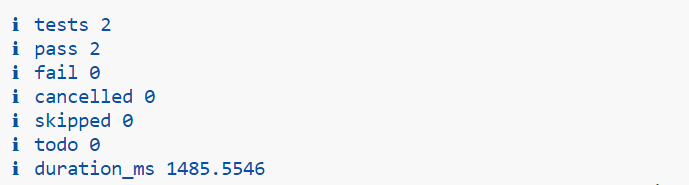 ℹ tests 2
ℹ pass 2
ℹ fail 0
ℹ cancelled 0
ℹ skipped 0
ℹ todo 0
ℹ duration_ms 1485.5546